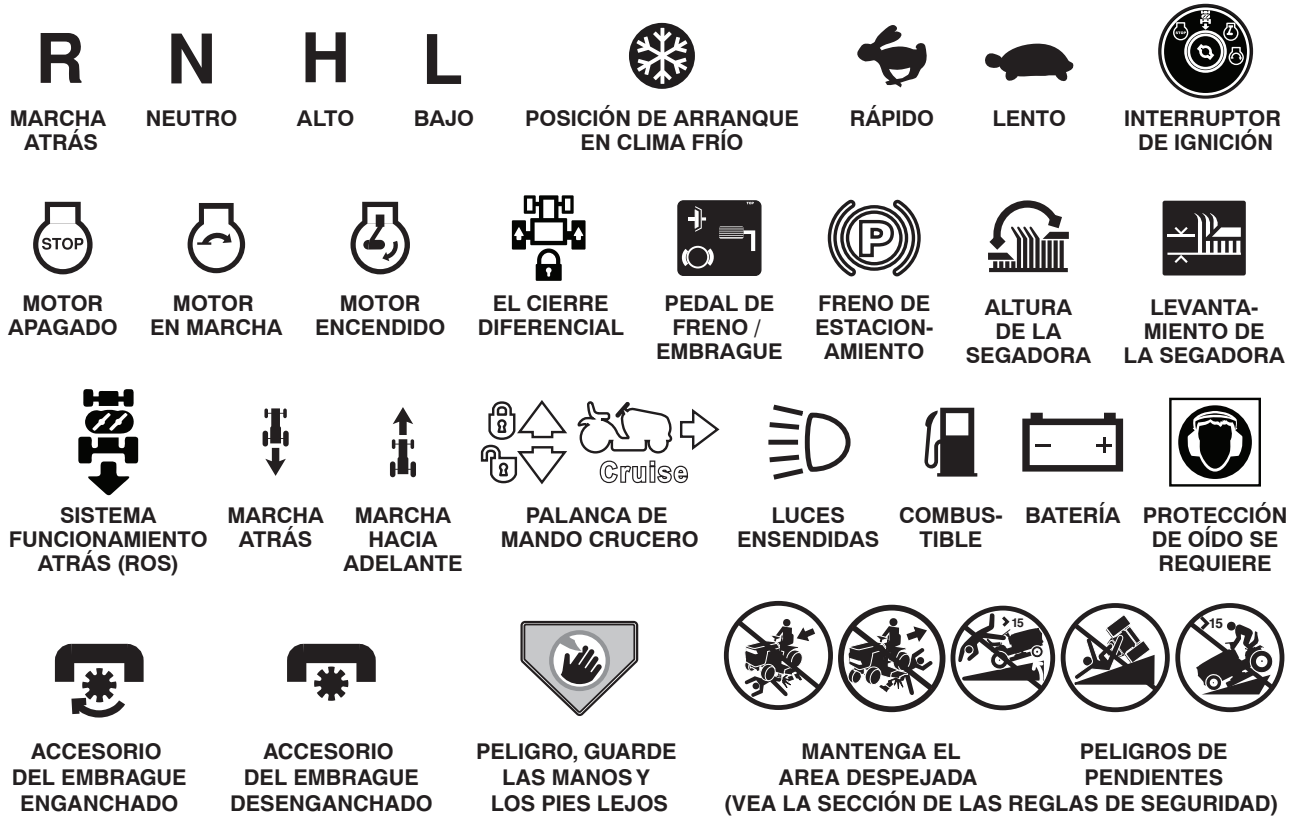 R N H L
MARCHA NEUTRO ALTO BAJO POSICIÓN DE ARRANQUE RÁPIDO LENTO INTERRUPTOR
ATRÁS EN CLIMA FRÍO DE IGNICIÓN
STOP P
MOTOR MOTOR MOTOR EL CIERRE PEDAL DE FRENO DE ALTURA LEVANTA-
APAGADO EN MARCHA ENCENDIDO DIFERENCIAL FRENO / ESTACION- DE LA MIENTO DE
EMBRAGUE AMIENTO SEGADORA LA SEGADORA
Cruise
SISTEMA MARCHA MARCHA PALANCA DE LUCES COMBUS- BATERÍA PROTECCIÓN
FUNCIONAMIENTO ATRÁS HACIA MANDO CRUCERO ENSENDIDAS TIBLE DE OÍDO SE
ATRÁS (ROS) ADELANTE REQUIERE
15 15
ACCESORIO ACCESORIO PELIGRO, GUARDE MANTENGA EL PELIGROS DE
DEL EMBRAGUE DEL EMBRAGUE LAS MANOS Y AREA DESPEJADA PENDIENTES
ENGANCHADO DESENGANCHADO LOS PIES LEJOS (VEA LA SECCIÓN DE LAS REGLAS DE SEGURIDAD)